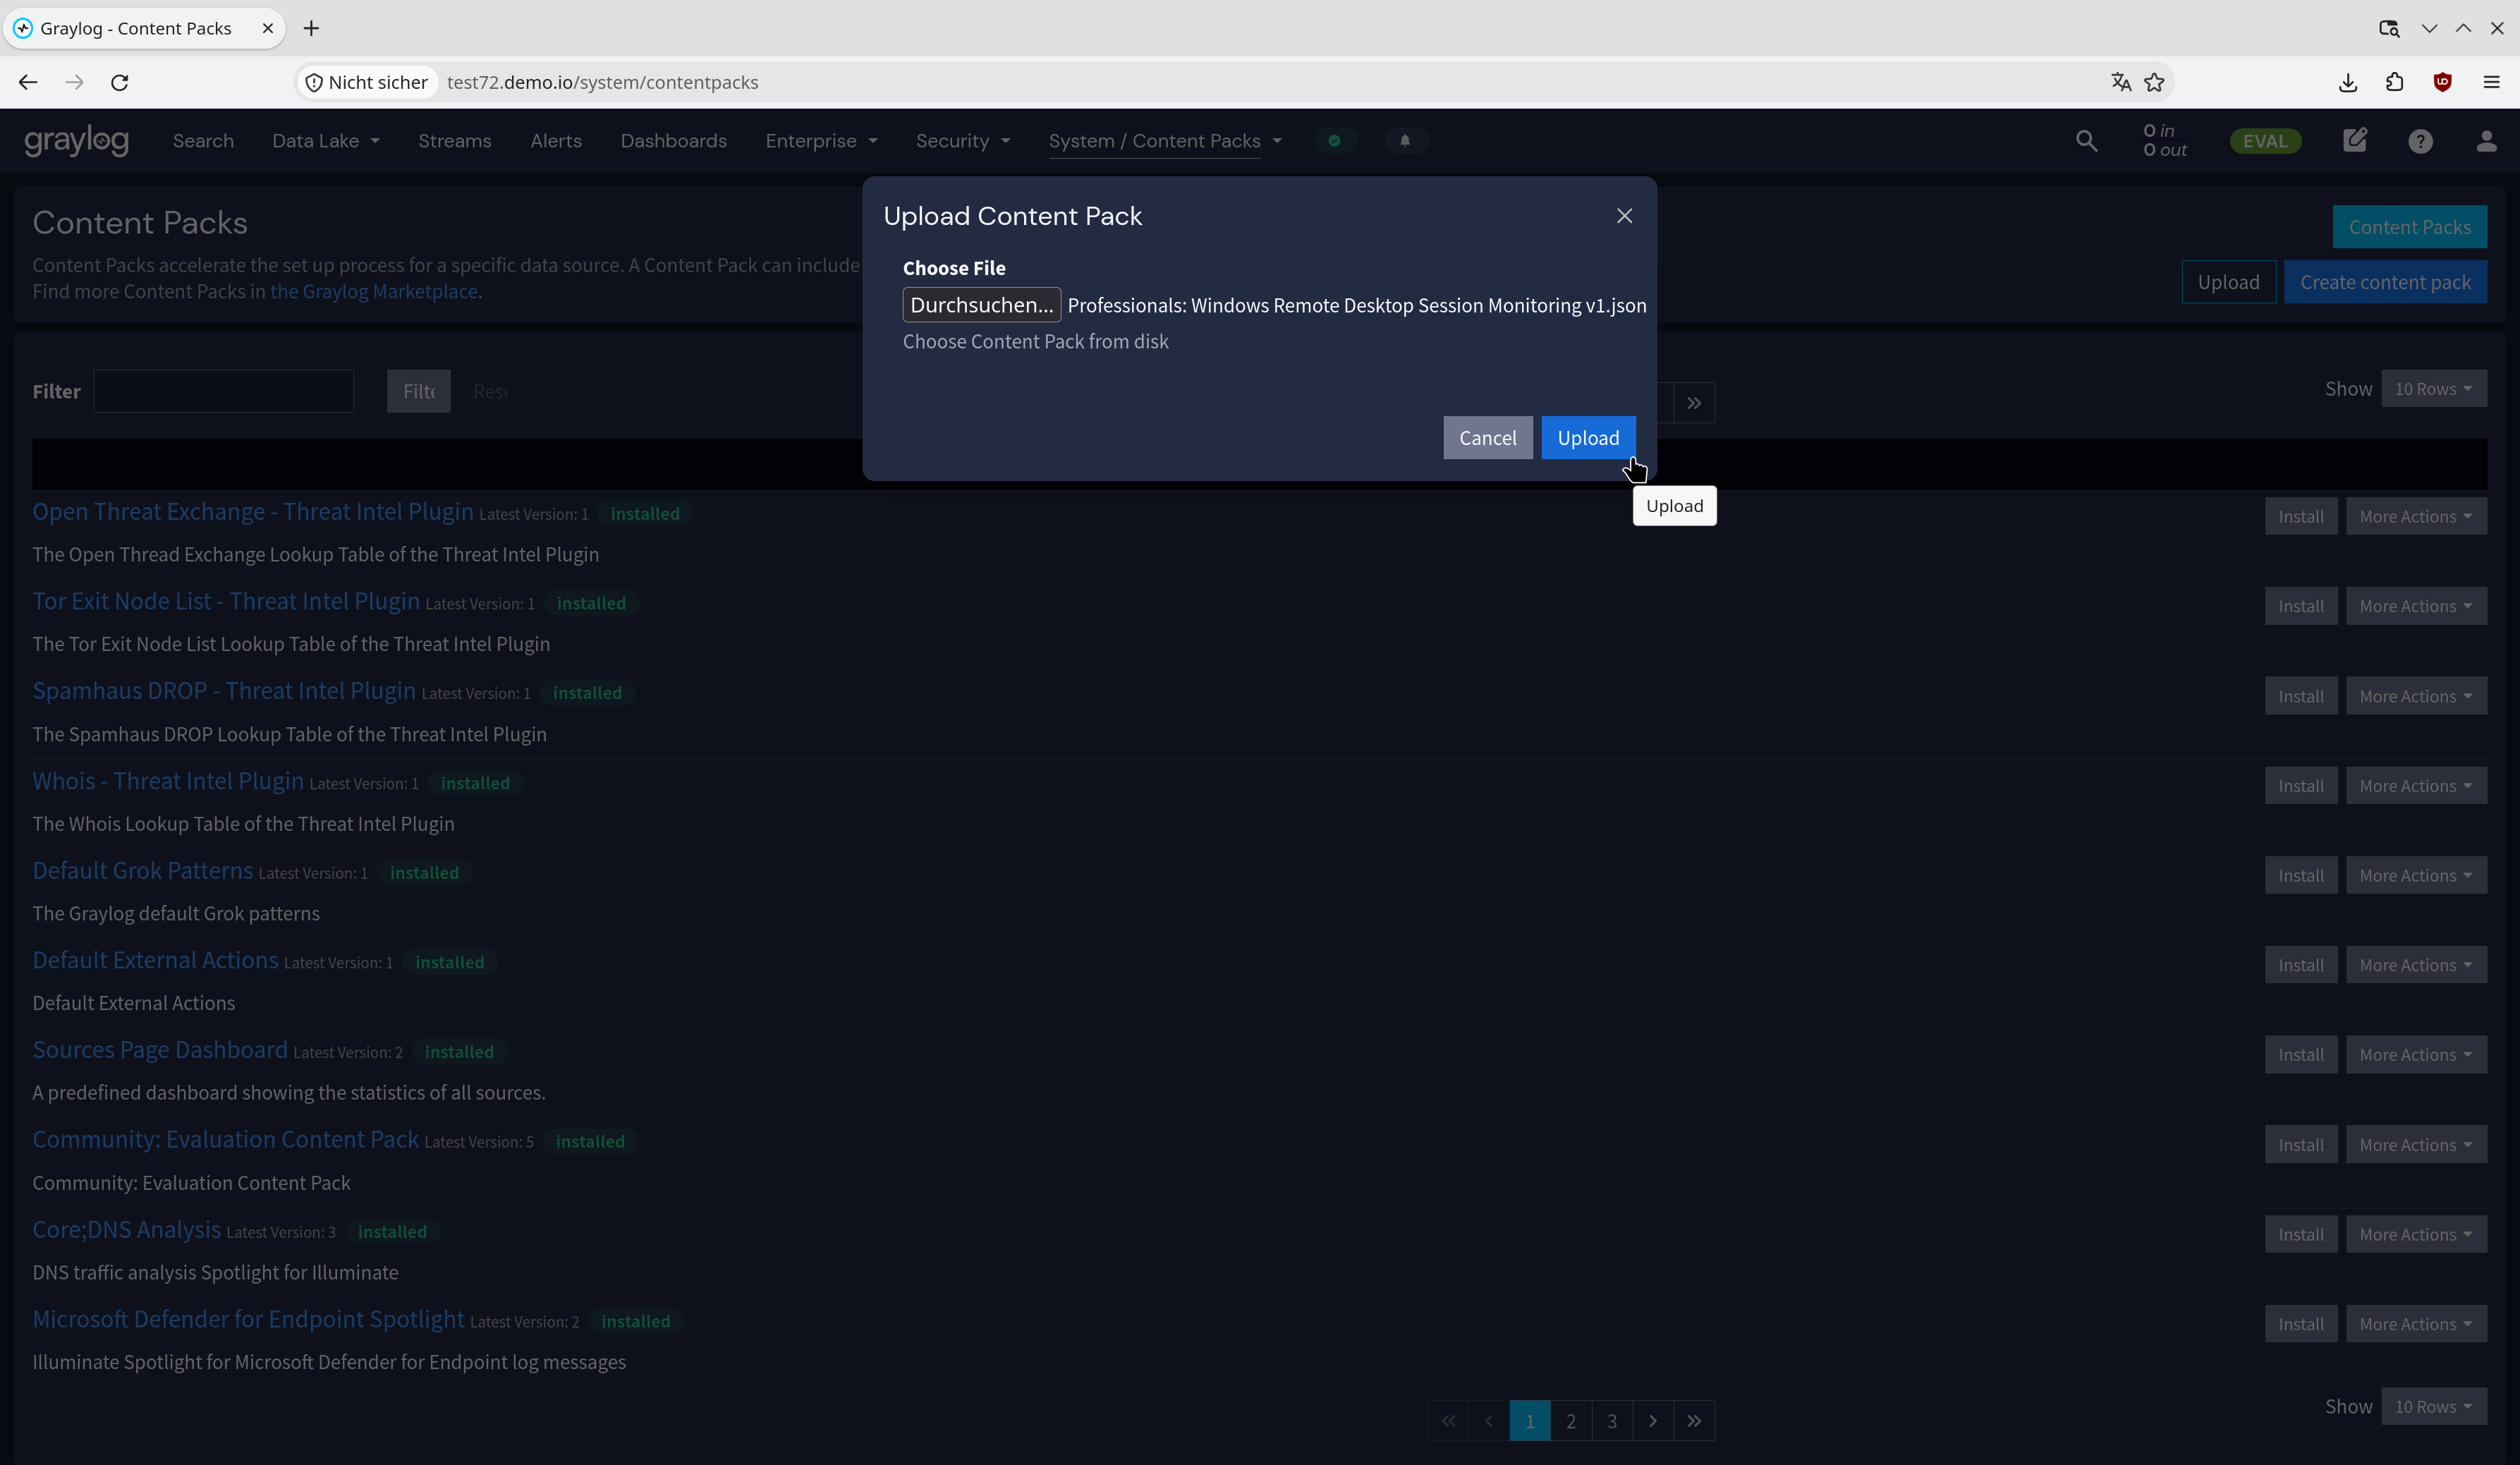 Graylog - Content Packs
Nicht sicher test72.demo.io/system/contentpacks
graylog Search Data Lake Streams Alerts Dashboards Enterprise Security System / Content Packs 0 in EVAL
0 out
Upload Content Pack
Content Packs
Content Packs
Content Packs accelerate the set up process for a specific data source. A Content Pack can include
Find more Content Packs in the Graylog Marketplace.
Upload Create content pack
Choose File
Durchsuchen... Professionals: Windows Remote Desktop Session Monitoring v1.json
Choose Content Pack from disk
Cancel Upload
Upload
Filter Filte Rese
Show 10 Rows
Open Threat Exchange - Threat Intel Plugin Latest Version: 1 installed Install More Actions
The Open Thread Exchange Lookup Table of the Threat Intel Plugin
Tor Exit Node List - Threat Intel Plugin Latest Version: 1 installed Install More Actions
The Tor Exit Node List Lookup Table of the Threat Intel Plugin
Spamhaus DROP - Threat Intel Plugin Latest Version: 1 installed Install More Actions
The Spamhaus DROP Lookup Table of the Threat Intel Plugin
Whois - Threat Intel Plugin Latest Version: 1 installed Install More Actions
The Whois Lookup Table of the Threat Intel Plugin
Default Grok Patterns Latest Version: 1 installed Install More Actions
The Graylog default Grok patterns
Default External Actions Latest Version: 1 installed Install More Actions
Default External Actions
Sources Page Dashboard Latest Version: 2 installed Install More Actions
A predefined dashboard showing the statistics of all sources.
Community: Evaluation Content Pack Latest Version: 5 installed Install More Actions
Community: Evaluation Content Pack
Core;DNS Analysis Latest Version: 3 installed Install More Actions
DNS traffic analysis Spotlight for Illuminate
Microsoft Defender for Endpoint Spotlight Latest Version: 2 installed Install More Actions
Illuminate Spotlight for Microsoft Defender for Endpoint log messages
« ‹ 1 2 3 › » Show 10 Rows